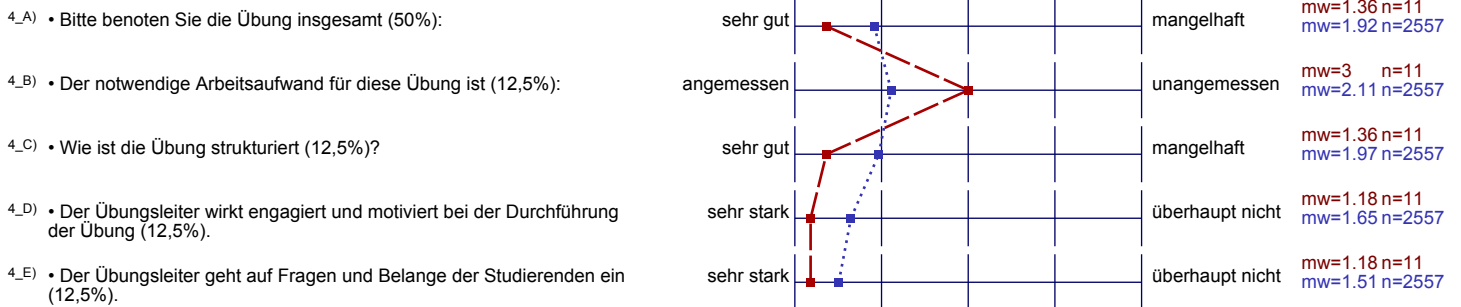 4_A) • Bitte benoten Sie die Übung insgesamt (50%): sehr gut mangelhaft mw=1.36 n=11
mw=1.92 n=2557
4_B) • Der notwendige Arbeitsaufwand für diese Übung ist (12,5%): angemessen unangemessen mw=3 n=11
mw=2.11 n=2557
4_C) • Wie ist die Übung strukturiert (12,5%)? sehr gut mangelhaft mw=1.36 n=11
mw=1.97 n=2557
4_D) • Der Übungsleiter wirkt engagiert und motiviert bei der Durchführung sehr stark überhaupt nicht mw=1.18 n=11
der Übung (12,5%). mw=1.65 n=2557
4_E) • Der Übungsleiter geht auf Fragen und Belange der Studierenden ein sehr stark überhaupt nicht mw=1.18 n=11
(12,5%). mw=1.51 n=2557